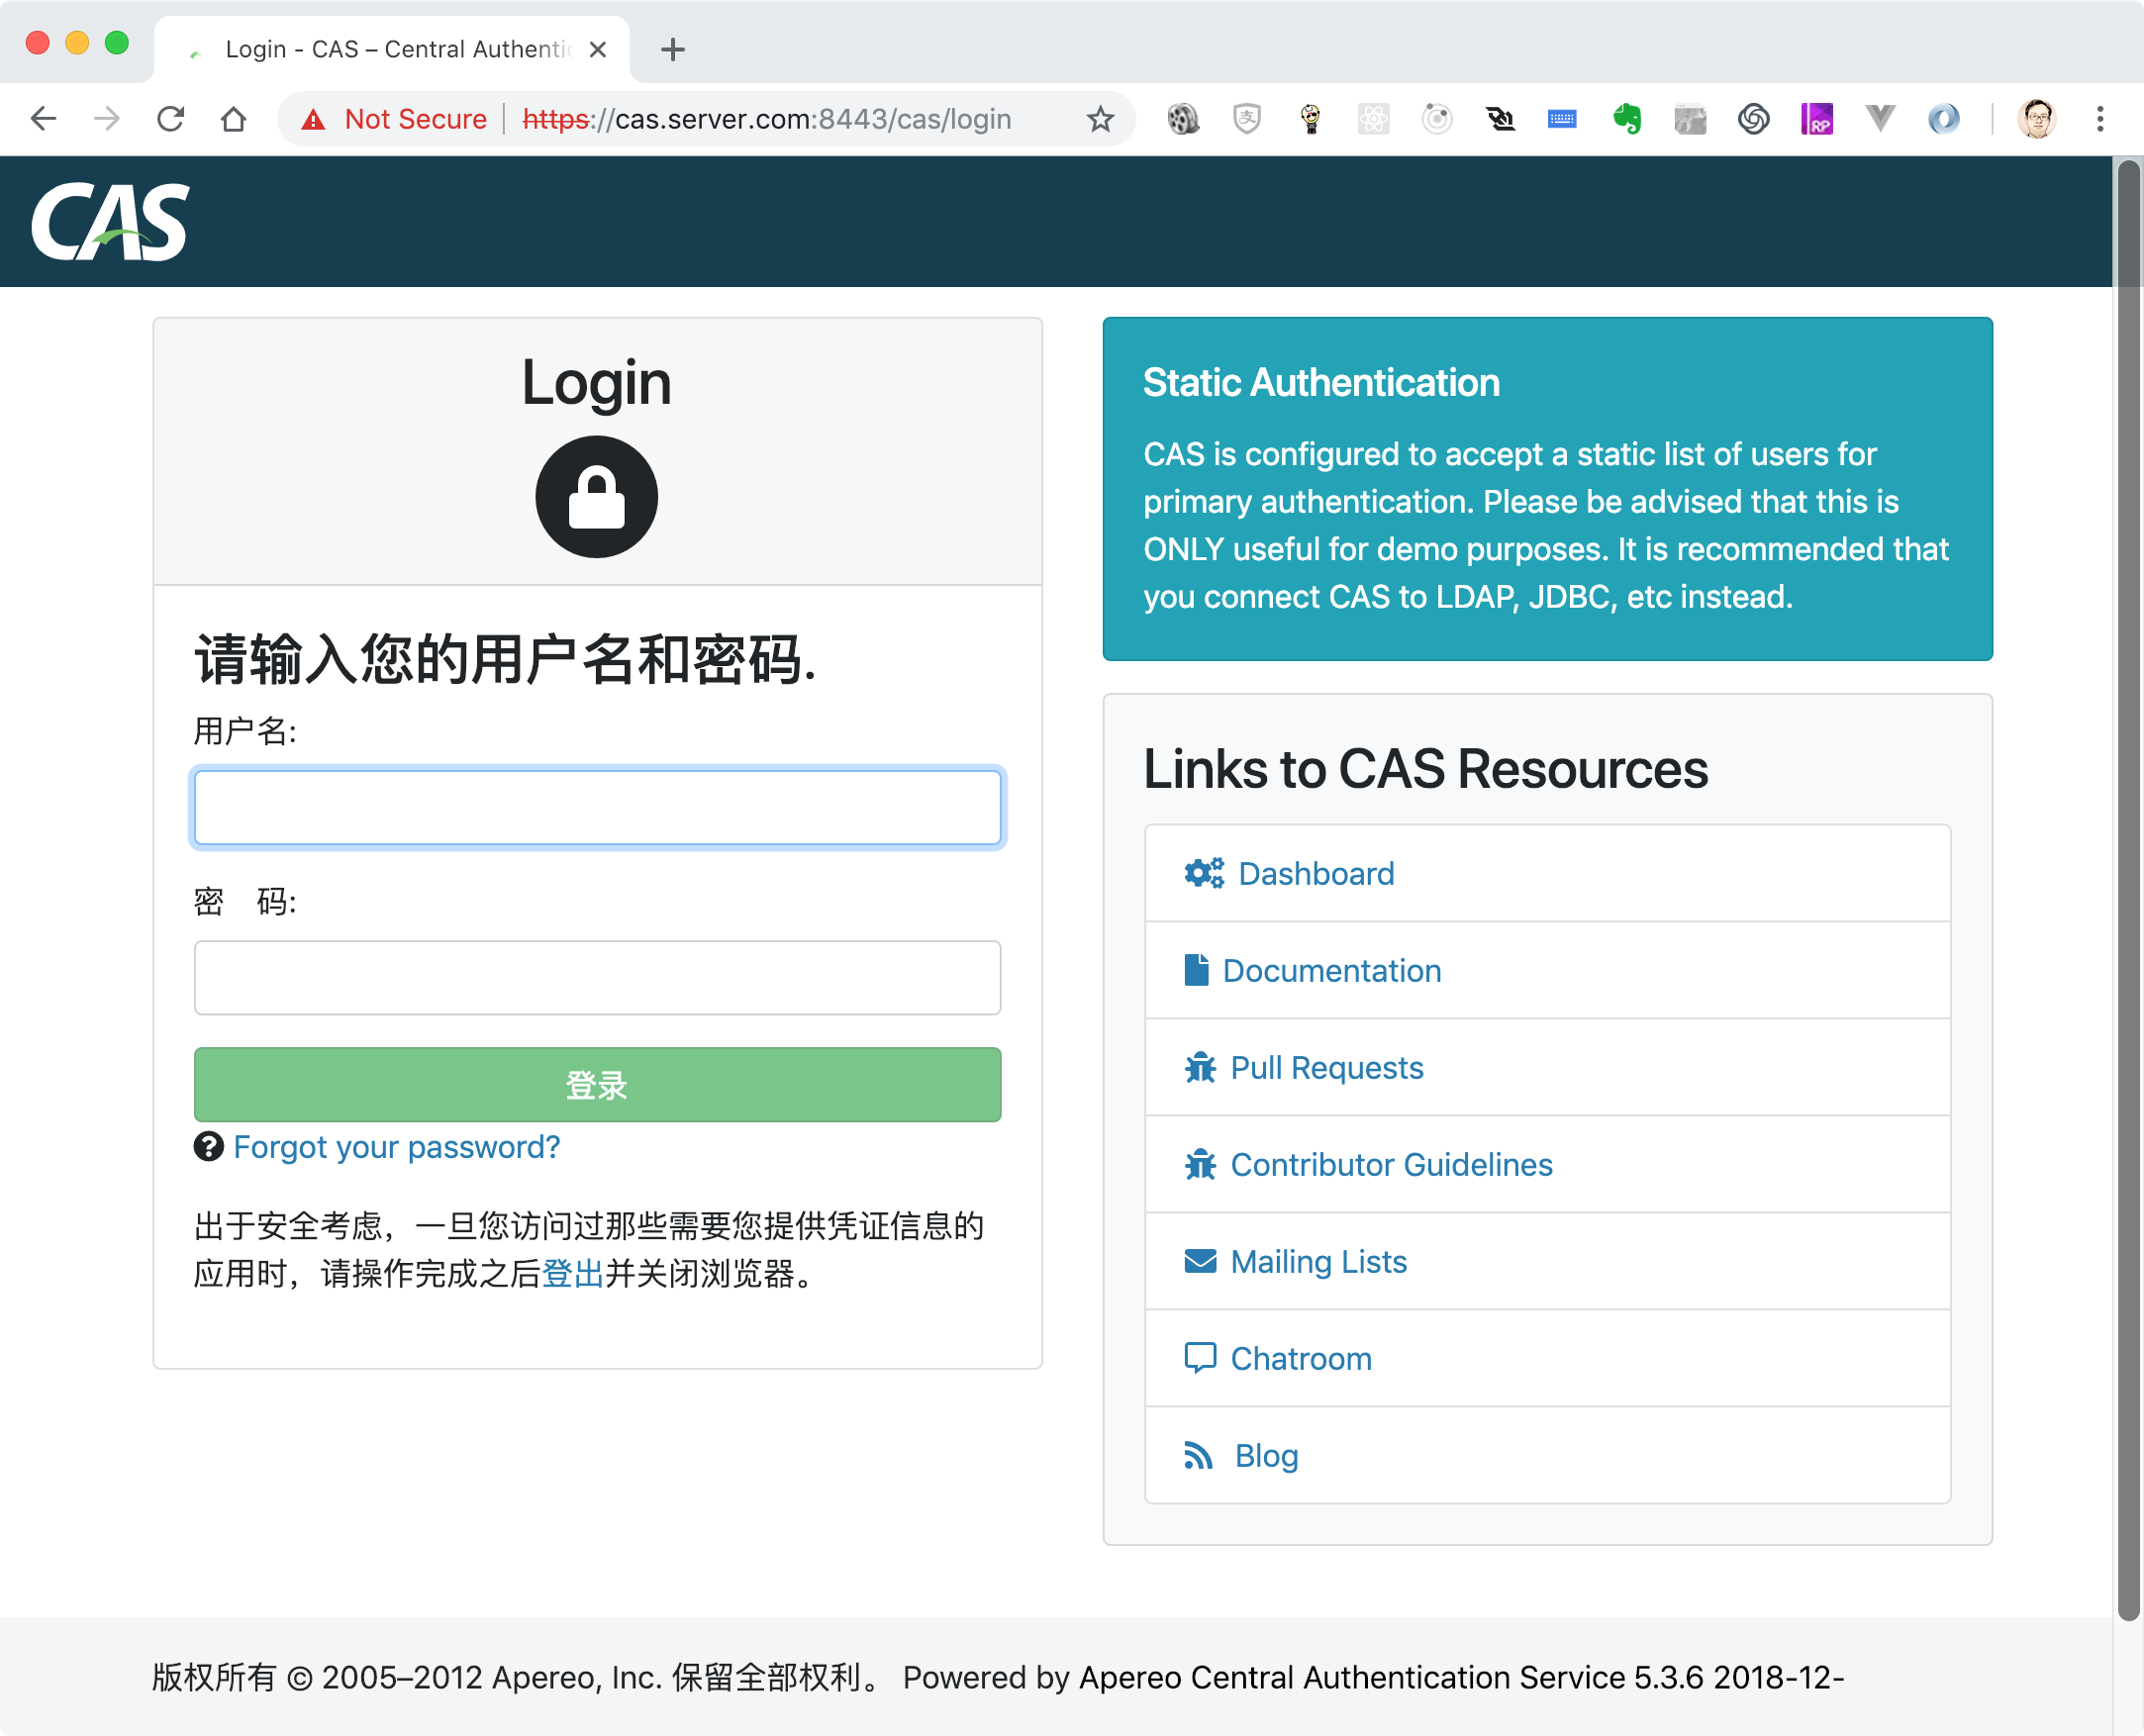 Login - CAS – Central Authentic
Not Secure
https://cas.server.com:8443/cas/login
支
RP
CAS
Login
请输入您的用户名和密码.
用户名:
密 码:
登录
Forgot your password?
出于安全考虑，一旦您访问过那些需要您提供凭证信息的
应用时，请操作完成之后登出并关闭浏览器。
Static Authentication
CAS is configured to accept a static list of users for
primary authentication. Please be advised that this is
ONLY useful for demo purposes. It is recommended that
you connect CAS to LDAP, JDBC, etc instead.
Links to CAS Resources
Dashboard
Documentation
Pull Requests
Contributor Guidelines
Mailing Lists
Chatroom
Blog
版权所有 © 2005–2012 Apereo, Inc. 保留全部权利。 Powered by Apereo Central Authentication Service 5.3.6 2018-12-